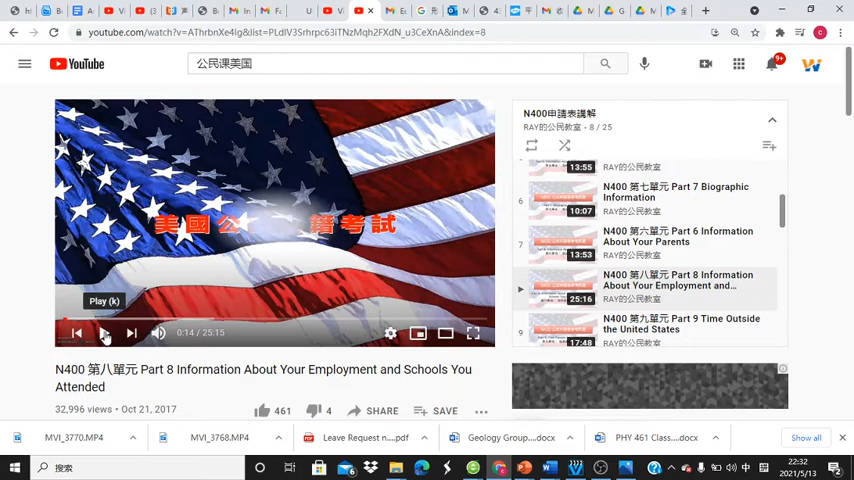 youtube.com/watch?v=AThrbnXe4Ig&list=PLdIV3Srhrpc63lTNzMqh2FXdN_u3CeXnA&index=8
YouTube
公民课美国
9+
美國公 籍考試
Play (k)
0:14 / 25:15
N400申請表講解
RAY的公民教室 - 8 / 25
13:55
RAY的公民教室
6
N400 第七單元 Part 7 Biographic
Information
10:07
RAY的公民教室
7
N400 第六單元 Part 6 Information
About Your Parents
13:53
RAY的公民教室
N400 第八單元 Part 8 Information
About Your Employment and...
25:16
RAY的公民教室
9
N400 第九單元 Part 9 Time Outside
the United States
17:48
RAY的公民教室
N400 第八單元 Part 8 Information About Your Employment and Schools You
Attended
32,996 views • Oct 21, 2017
461
4
SHARE
SAVE
MVI_3770.MP4
MVI_3768.MP4
Leave Request n....pdf
Geology Group....docx
PHY 461 Class....docx
Show all
搜索
中
22:32
2021/5/13
2